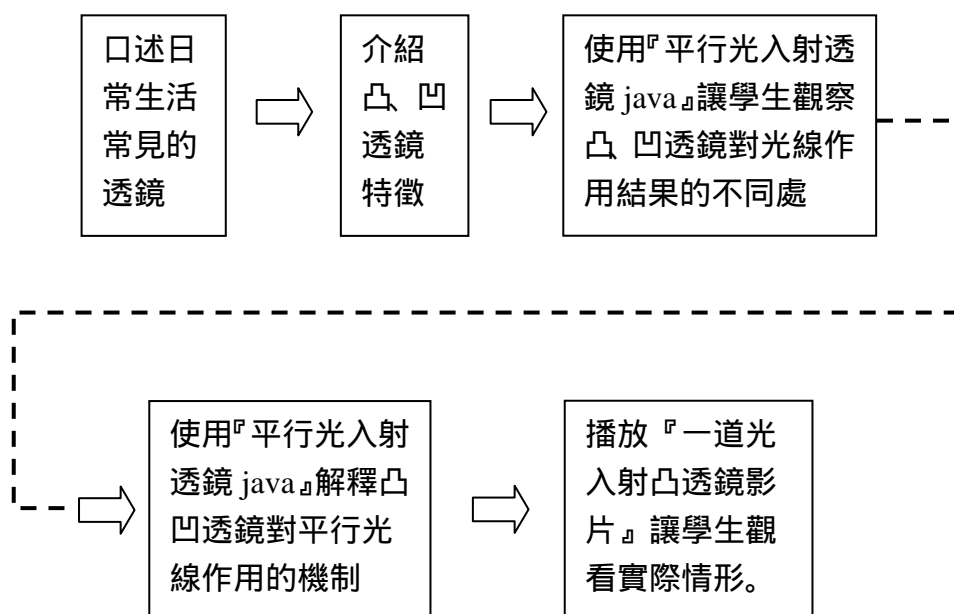 口述日
常生活
常見的
透鏡
介紹
凸、凹
透鏡
特徵
使用『平行光入射透
鏡 java』讓學生觀察
凸、凹透鏡對光線作
用結果的不同處
使用『平行光入射
透鏡 java』解釋凸
凹透鏡對平行光
線作用的機制
播放『一道光
入射凸透鏡影
片』讓學生觀
看實際情形。